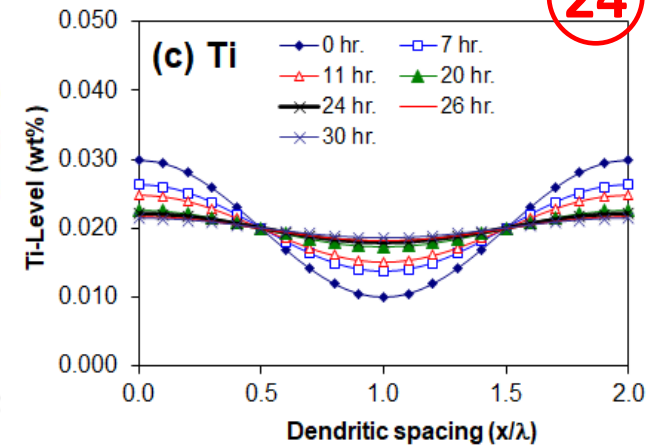 24
(c) Ti
0 hr.
7 hr.
11 hr.
20 hr.
24 hr.
26 hr.
30 hr.
Ti-Level (wt%)
0.050
0.040
0.030
0.020
0.010
0.000
0.0
0.5
1.0
1.5
2.0
Dendritic spacing (x/λ)